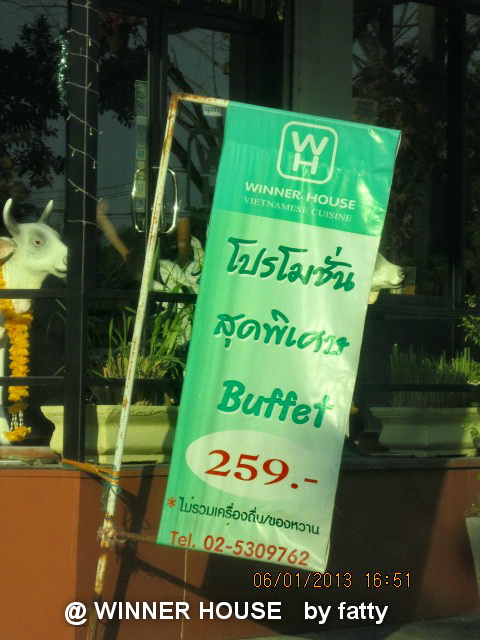 WH
WINNER HOUSE
VIETNAMESE CUISINE
โปรโมชั่น
สุดพิเศษ
Buffet
259.-
*ไม่รวมเครื่องดื่ม/ของหวาน
Tel. 02-5309762
06/01/2013 16:51
@ WINNER HOUSE by fatty